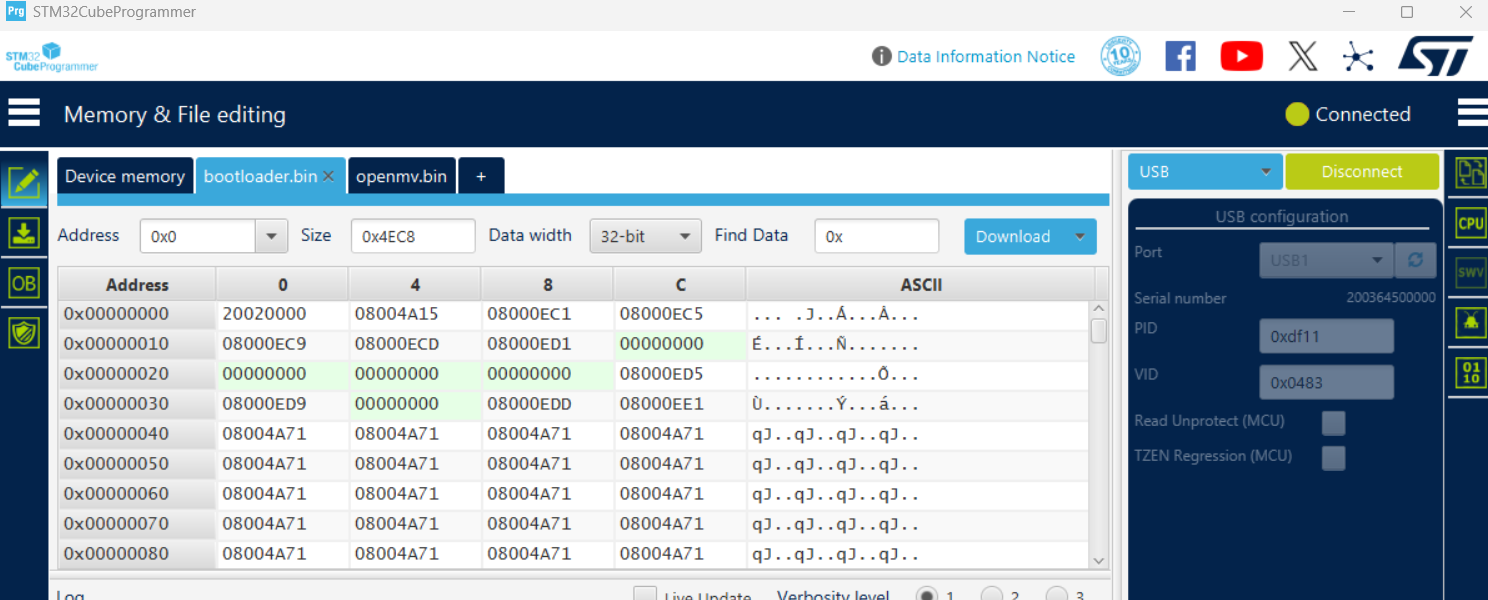 Prg STM32CubeProgrammer
STM32 CubeProgrammer
i Data Information Notice
10 YEARS
Memory & File editing
Connected
Device memory bootloader.bin × openmv.bin +
USB Disconnect
Address 0x0 Size 0x4EC8 Data width 32-bit Find Data 0x Download
USB configuration
Port USB1
Serial number 200364500000
PID 0xdf11
VID 0x0483
Read Unprotect (MCU)
TZEN Regression (MCU)
OB
CPU
SWV
01
10
Address 0 4 8 C ASCII
0x00000000 20020000 08004A15 08000EC1 08000EC5 ... .J..Á...Å...
0x00000010 08000EC9 08000ECD 08000ED1 00000000 É...Í...Ñ.......
0x00000020 00000000 00000000 00000000 08000ED5 ............Õ...
0x00000030 08000ED9 00000000 08000EDD 08000EE1 Ù.......Ý...á...
0x00000040 08004A71 08004A71 08004A71 08004A71 qJ..qJ..qJ..qJ..
0x00000050 08004A71 08004A71 08004A71 08004A71 qJ..qJ..qJ..qJ..
0x00000060 08004A71 08004A71 08004A71 08004A71 qJ..qJ..qJ..qJ..
0x00000070 08004A71 08004A71 08004A71 08004A71 qJ..qJ..qJ..qJ..
0x00000080 08004A71 08004A71 08004A71 08004A71 qJ..qJ..qJ..qJ..
Log Live Update Verbosity level 1 2 3